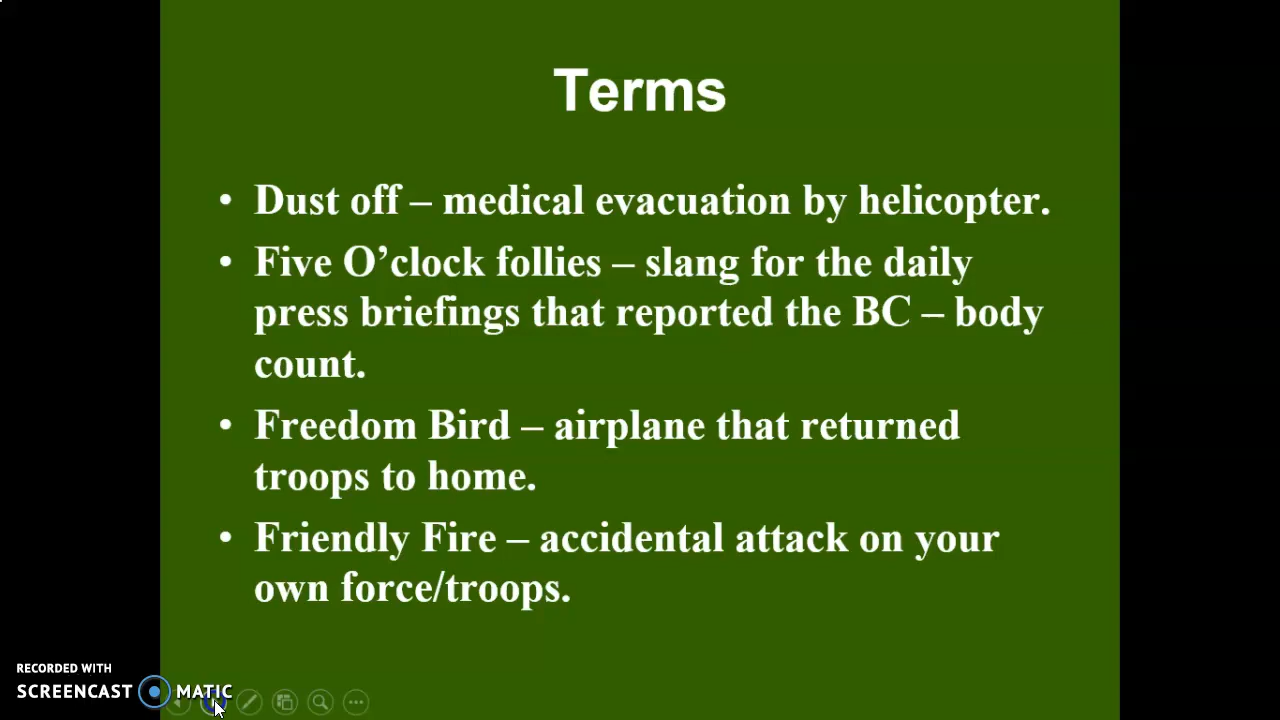 Terms
• Dust off – medical evacuation by helicopter.
• Five O’clock follies – slang for the daily
press briefings that reported the BC – body
count.
• Freedom Bird – airplane that returned
troops to home.
• Friendly Fire – accidental attack on your
own force/troops.
RECORDED WITH
SCREENCAST MATIC